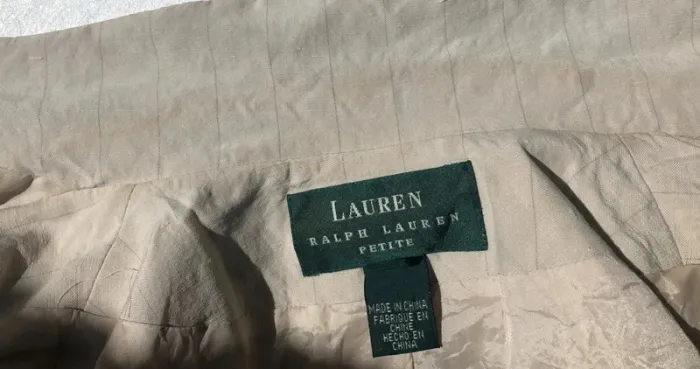 LAUREN
RALPH LAUREN
PETITE
MADE IN CHINA
FABRIQUE EN
CHINE
HECHO EN
CHINA